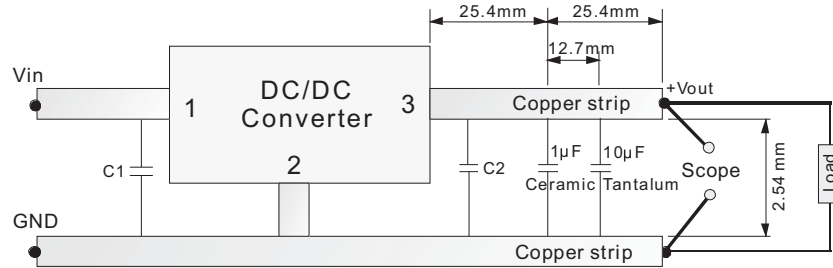 25.4mm
25.4mm
12.7mm
Vin
DC/DC
Converter
1
2
3
Copper strip
+Vout
C1
C2
1µF
Ceramic
10µF
Tantalum
Scope
2.54 mm
Load
GND
Copper strip